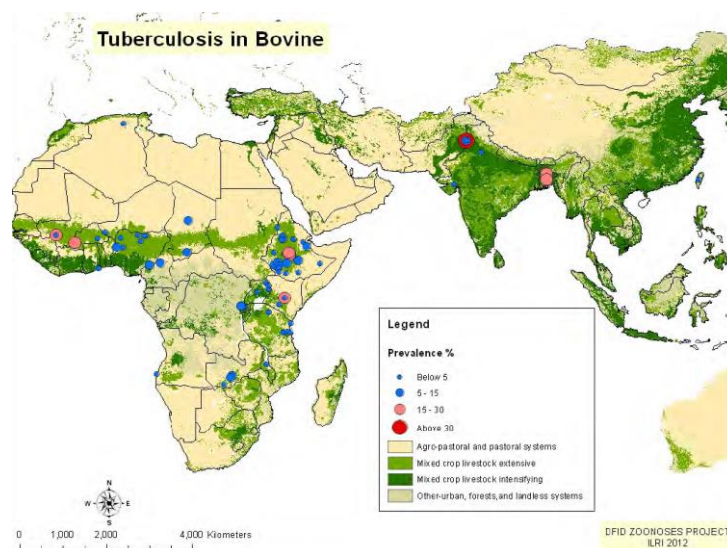 Tuberculosis in Bovine
Legend
Prevalence %
Below 5
5 - 15
15 - 30
Above 30
Agro-pastoral and pastoral systems
Mixed crop livestock extensive
Mixed crop livestock intensifying
Other-urban, forests,and landless systems
N
W
E
S
0 1,000 2,000 4,000 Kilometers
DFID ZOONOSES PROJECT
ILRI 2012